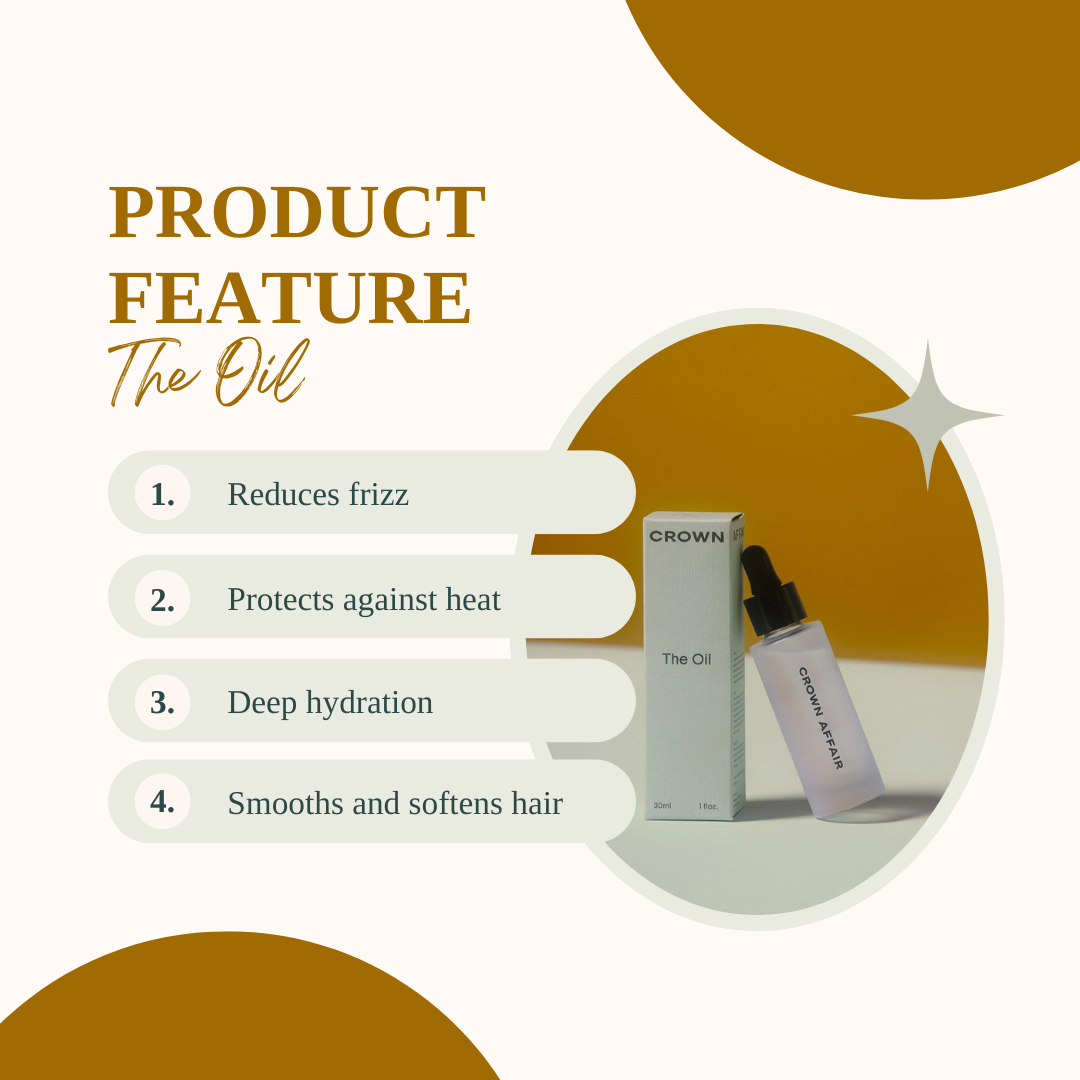 PRODUCT
FEATURE
The Oil
1. Reduces frizz
2. Protects against heat
3. Deep hydration
4. Smooths and softens hair
CROWN
The Oil
30ml 1 fl oz.
CROWN AFFAIR